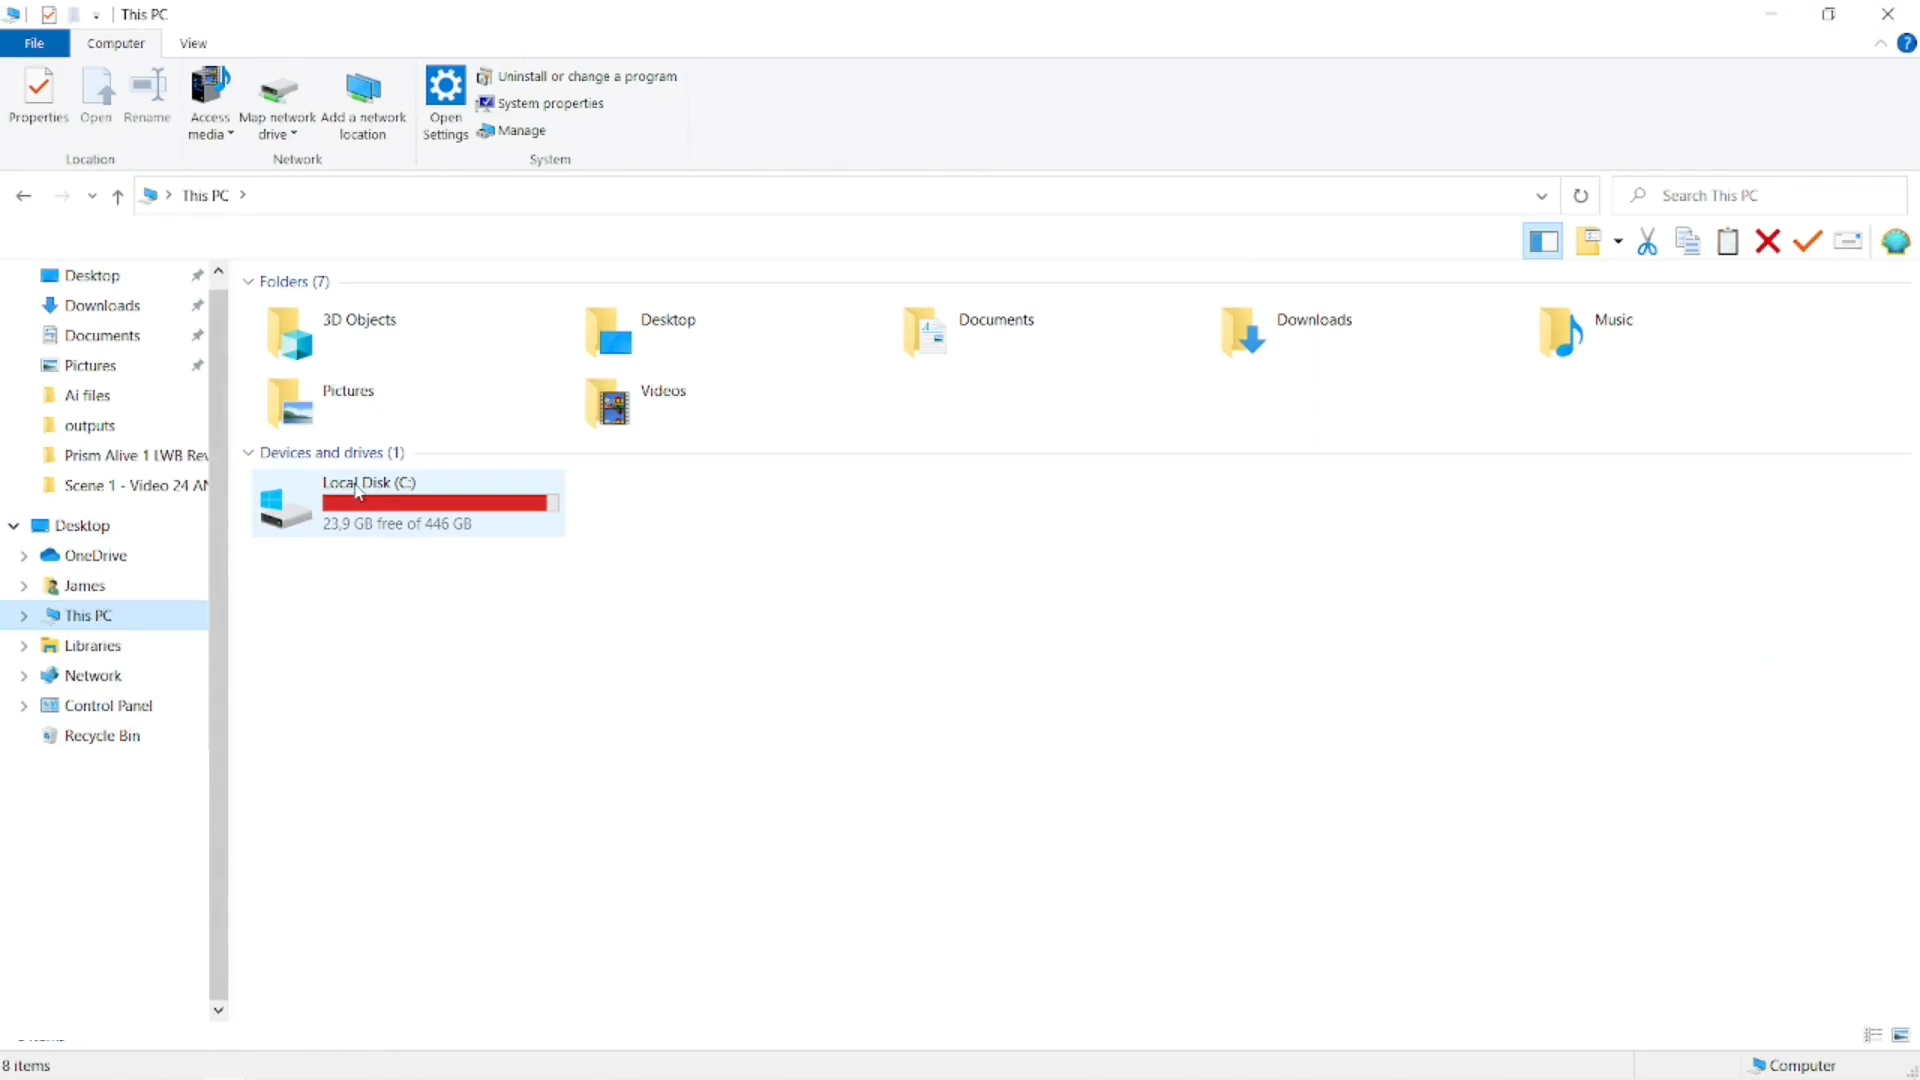 This PC
File
Computer
View
Properties
Open
Rename
Access media
Map network drive
Add a network location
Open Settings
Uninstall or change a program
System properties
Manage
Location
Network
System
This PC
Search This PC
Desktop
Downloads
Documents
Pictures
Ai files
outputs
Prism Alive 1 LWB Rev
Scene 1 - Video 24 AN
Desktop
OneDrive
James
This PC
Libraries
Network
Control Panel
Recycle Bin
Folders (7)
3D Objects
Desktop
Documents
Downloads
Music
Pictures
Videos
Devices and drives (1)
Local Disk (C:)
23,9 GB free of 446 GB
8 items
Computer